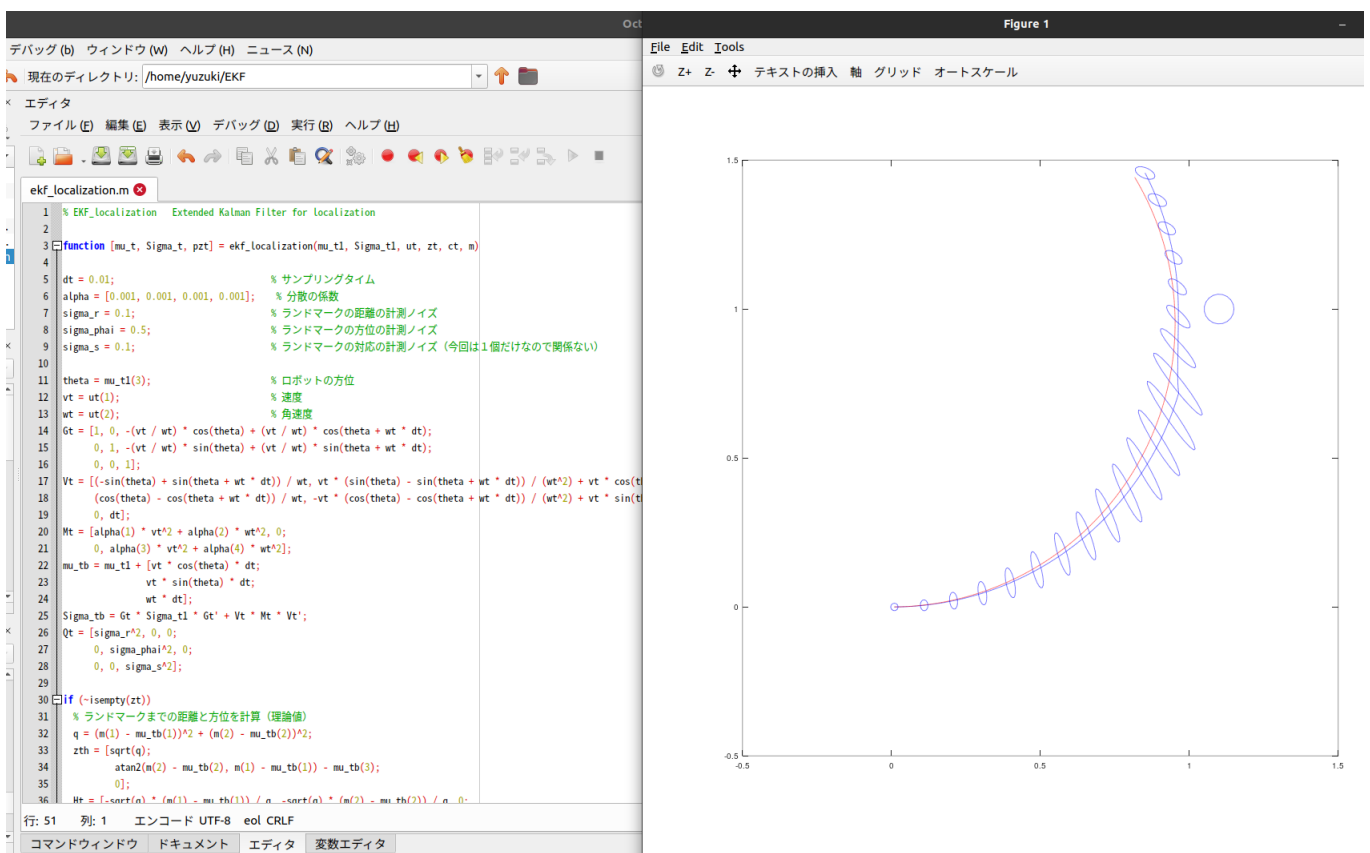 Oct
デバッグ (b) ウィンドウ (W) ヘルプ (H) ニュース (N)
現在のディレクトリ: /home/yuzuki/EKF
エディタ
ファイル (F) 編集 (E) 表示 (V) デバッグ (D) 実行 (R) ヘルプ (H)
ekf_localization.m
1 % EKF_localization Extended Kalman Filter for localization
2
3 function [mu_t, Sigma_t, pzt] = ekf_localization(mu_t1, Sigma_t1, ut, zt, ct, m)
4
5 dt = 0.01; % サンプリングタイム
6 alpha = [0.001, 0.001, 0.001, 0.001]; % 分散の係数
7 sigma_r = 0.1; % ランドマークの距離の計測ノイズ
8 sigma_phai = 0.5; % ランドマークの方位の計測ノイズ
9 sigma_s = 0.1; % ランドマークの対応の計測ノイズ（今回は１個だけなので関係ない）
10
11 theta = mu_t1(3); % ロボットの方位
12 vt = ut(1); % 速度
13 wt = ut(2); % 角速度
14 Gt = [1, 0, -(vt / wt) * cos(theta) + (vt / wt) * cos(theta + wt * dt);
15 0, 1, -(vt / wt) * sin(theta) + (vt / wt) * sin(theta + wt * dt);
16 0, 0, 1];
17 Vt = [(-sin(theta) + sin(theta + wt * dt)) / wt, vt * (sin(theta) - sin(theta + wt * dt)) / (wt^2) + vt * cos(t
18 (cos(theta) - cos(theta + wt * dt)) / wt, -vt * (cos(theta) - cos(theta + wt * dt)) / (wt^2) + vt * sin(t
19 0, dt];
20 Mt = [alpha(1) * vt^2 + alpha(2) * wt^2, 0;
21 0, alpha(3) * vt^2 + alpha(4) * wt^2];
22 mu_tb = mu_t1 + [vt * cos(theta) * dt;
23 vt * sin(theta) * dt;
24 wt * dt];
25 Sigma_tb = Gt * Sigma_t1 * Gt' + Vt * Mt * Vt';
26 Qt = [sigma_r^2, 0, 0;
27 0, sigma_phai^2, 0;
28 0, 0, sigma_s^2];
29
30 if (~isempty(zt))
31 % ランドマークまでの距離と方位を計算（理論値）
32 q = (m(1) - mu_tb(1))^2 + (m(2) - mu_tb(2))^2;
33 zth = [sqrt(q);
34 atan2(m(2) - mu_tb(2), m(1) - mu_tb(1)) - mu_tb(3);
35 0];
36 Ht = [-sqrt(q) * (m(1) - mu_tb(1)) / q, -sqrt(q) * (m(2) - mu_tb(2)) / q, 0;
行: 51 列: 1 エンコード UTF-8 eol CRLF
コマンドウィンドウ ドキュメント エディタ 変数エディタ
Figure 1
File Edit Tools
Z+ Z- テキストの挿入 軸 グリッド オートスケール
1.5
1
0.5
0
-0.5
-0.5 0 0.5 1 1.5